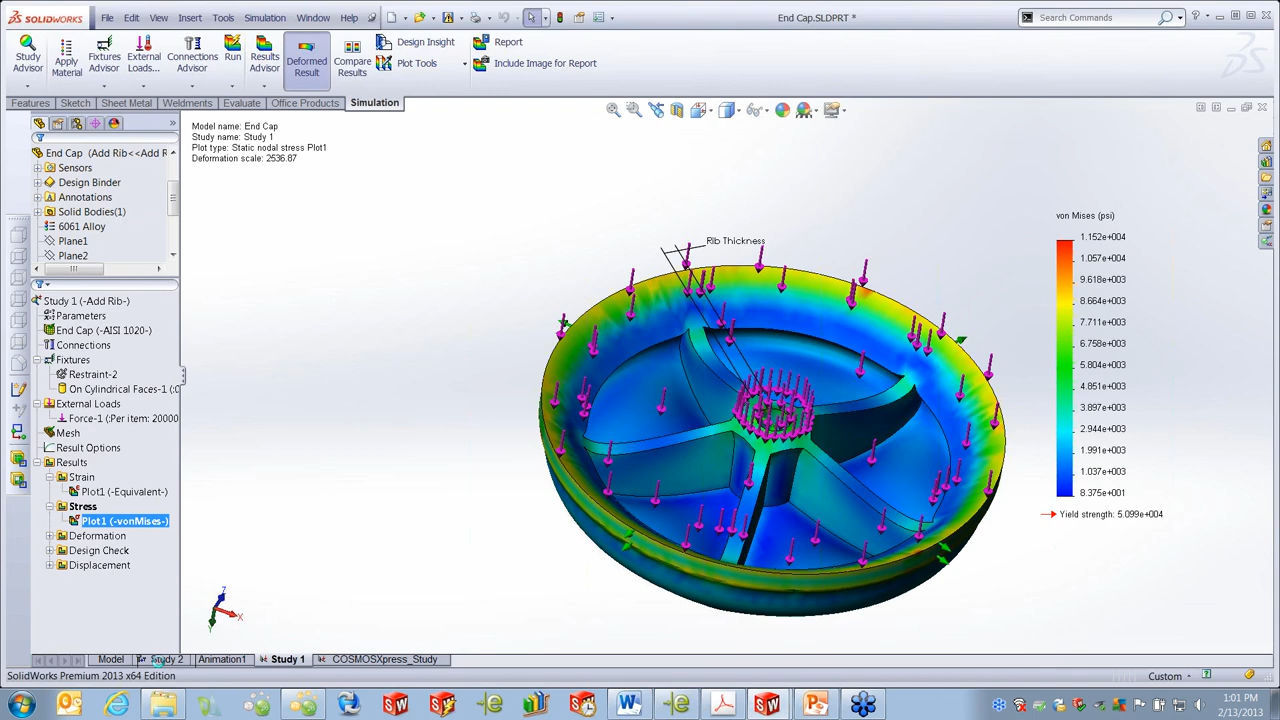 SOLIDWORKS File Edit View Insert Tools Simulation Window Help End Cap.SLDPRT * Search Commands
Study Advisor
Apply Material
Fixtures Advisor
External Loads...
Connections Advisor
Run
Results Advisor
Deformed Result
Compare Results
Design Insight
Plot Tools
Report
Include Image for Report
Features Sketch Sheet Metal Weldments Evaluate Office Products Simulation
End Cap (Add Rib<<Add R
Sensors
Design Binder
Annotations
Solid Bodies(1)
6061 Alloy
Plane1
Plane2
Study 1 (-Add Rib-)
Parameters
End Cap (-AISI 1020-)
Connections
Fixtures
Restraint-2
On Cylindrical Faces-1 (:0
External Loads
Force-1 (:Per item: 20000
Mesh
Result Options
Results
Strain
Plot1 (-Equivalent-)
Stress
Plot1 (-vonMises-)
Deformation
Design Check
Displacement
Model name: End Cap
Study name: Study 1
Plot type: Static nodal stress Plot1
Deformation scale: 2536.87
Rib Thickness
von Mises (psi)
1.152e+004
1.057e+004
9.618e+003
8.664e+003
7.711e+003
6.758e+003
5.804e+003
4.851e+003
3.897e+003
2.944e+003
1.991e+003
1.037e+003
8.375e+001
Yield strength: 5.099e+004
Z
X
Y
Model Study 2 Animation1 Study 1 COSMOSXpress_Study
SolidWorks Premium 2013 x64 Edition Custom
1:01 PM
2/13/2013